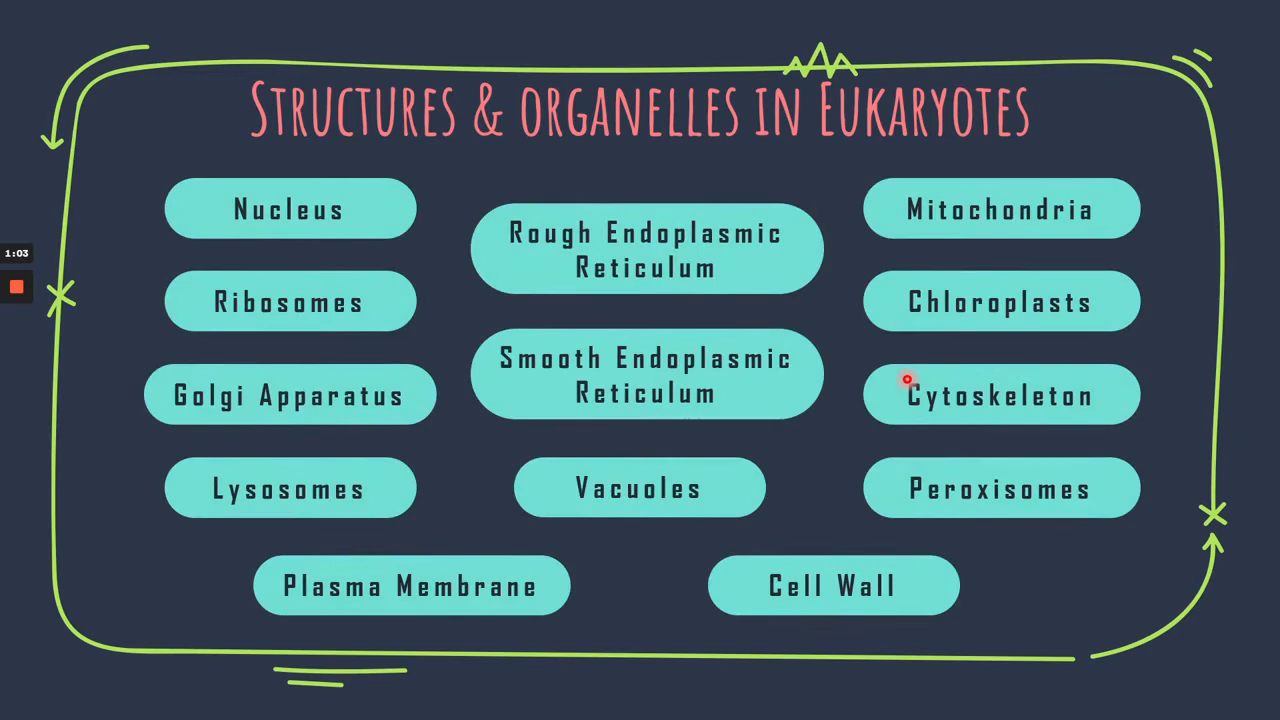 Structures & organelles in Eukaryotes
Nucleus
Rough Endoplasmic
Reticulum
Mitochondria
Ribosomes
Chloroplasts
Smooth Endoplasmic
Reticulum
Golgi Apparatus
Cytoskeleton
Lysosomes
Vacuoles
Peroxisomes
Plasma Membrane
Cell Wall
1:03